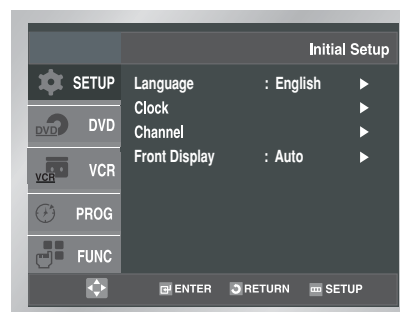 Initial Setup
SETUP
Language : English ►
Clock ►
Channel ►
Front Display : Auto ►
DVD DVD
VCR VCR
PROG
FUNC
ENTER RETURN SETUP